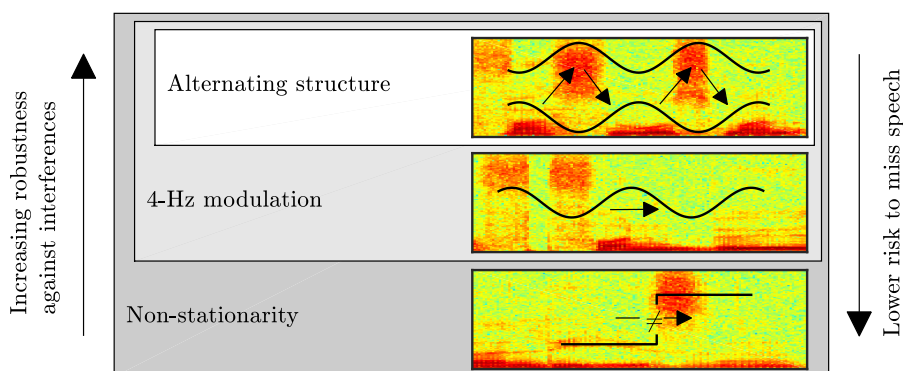 Increasing robustness
against interferences
Alternating structure
4-Hz modulation
Non-stationarity
≠
Lower risk to miss speech